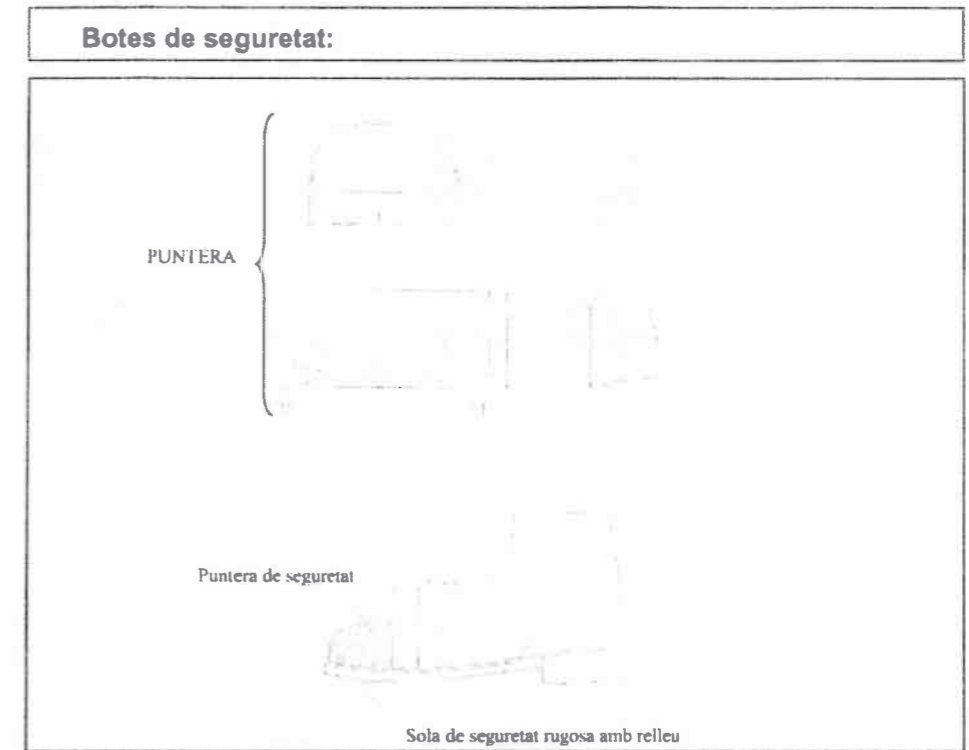 Botes de seguretat:
PUNTERA
Puntera de seguretat
Sola de seguretat rugosa amb relleu